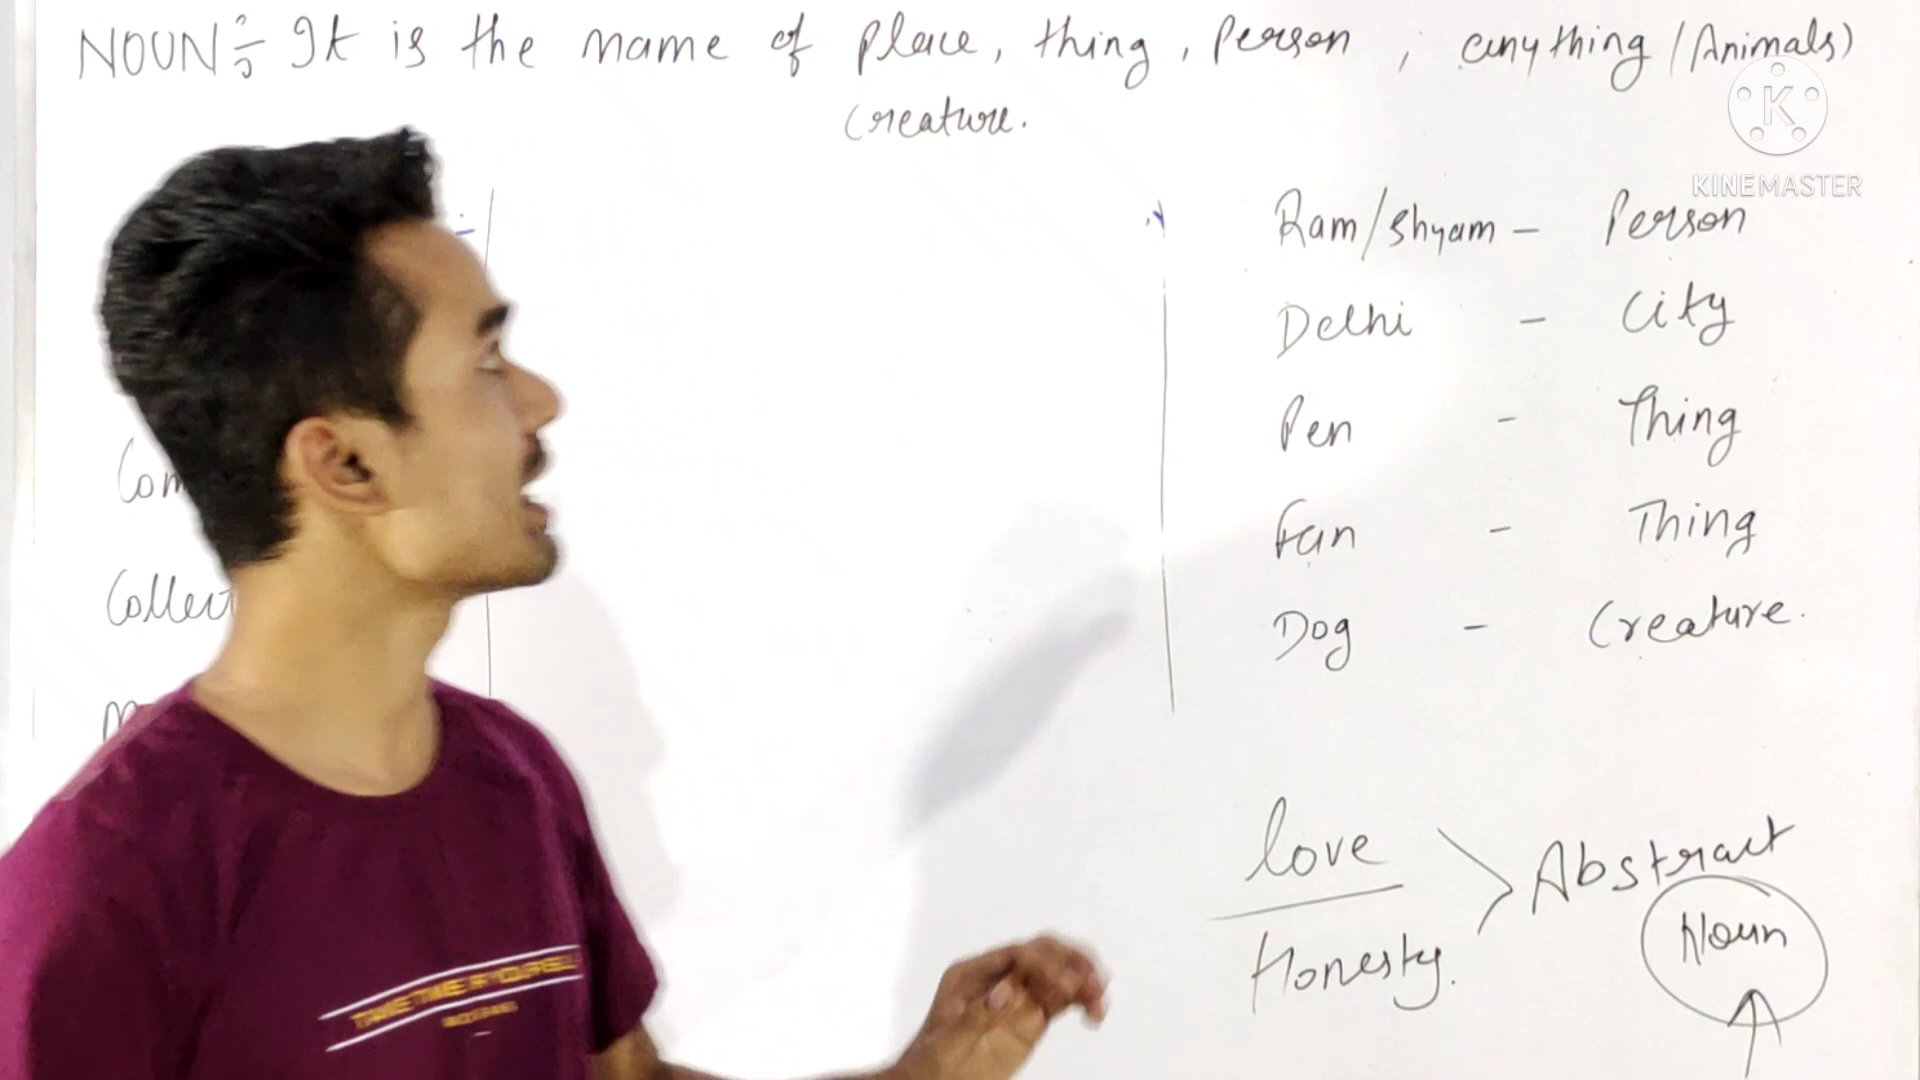 NOUN:- It is the name of place, thing, Person, anything/Animals)
Creature.
KINEMASTER
Ram/Shyam - Person
Delhi - City
Pen - Thing
Fan - Thing
Dog - Creature.
Com
Collect
love
Honesty.
> Abstract
Noun